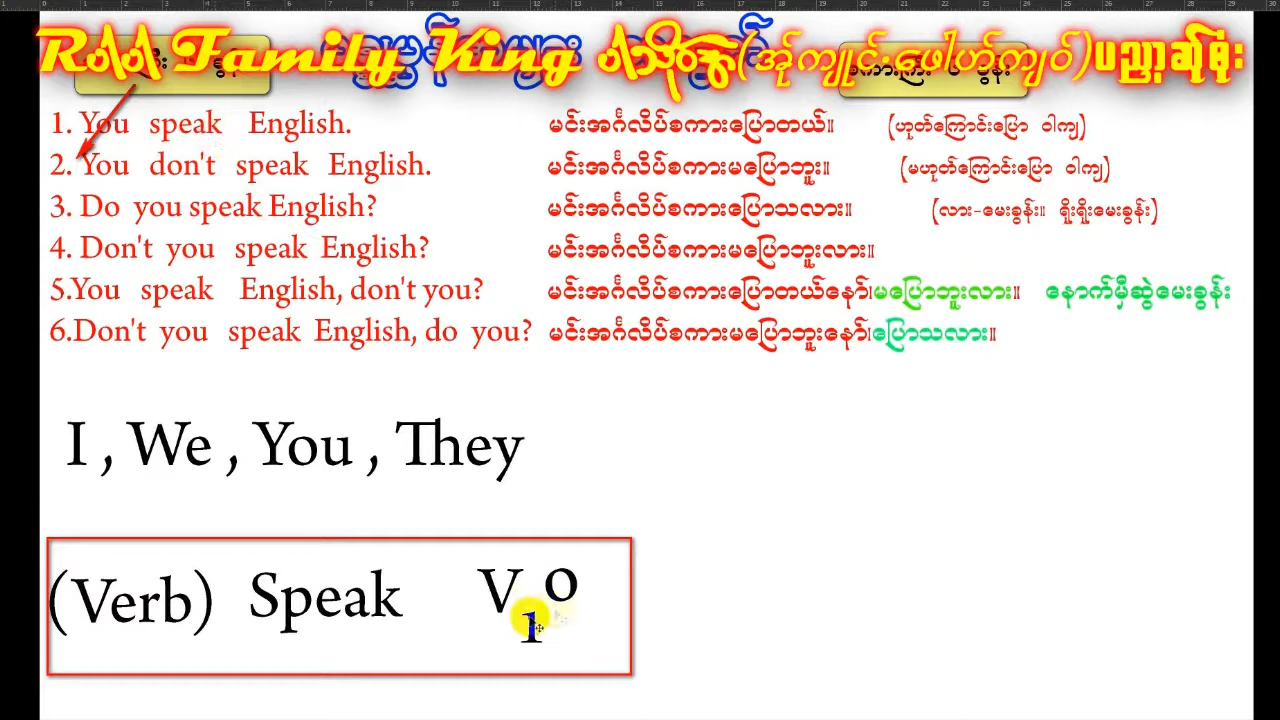 Family King
1. You speak English. မင်းအင်္ဂလိပ်စကားပြောတယ်။ (ဟုတ်ကြောင်းပြော ဝါကျ)
2. You don't speak English. မင်းအင်္ဂလိပ်စကားမပြောဘူး။ (မဟုတ်ကြောင်းပြော ဝါကျ)
3. Do you speak English? မင်းအင်္ဂလိပ်စကားပြောသလား။ (လား-မေးခွန်း။ ရိုးရိုးမေးခွန်း)
4. Don't you speak English? မင်းအင်္ဂလိပ်စကားမပြောဘူးလား။
5.You speak English, don't you? မင်းအင်္ဂလိပ်စကားပြောတယ်နော်၊မပြောဘူးလား။ နောက်မှီဆွဲမေးခွန်း
6.Don't you speak English, do you? မင်းအင်္ဂလိပ်စကားမပြောဘူးနော်၊ပြောသလား။
I , We , You , They
(Verb) Speak V1o